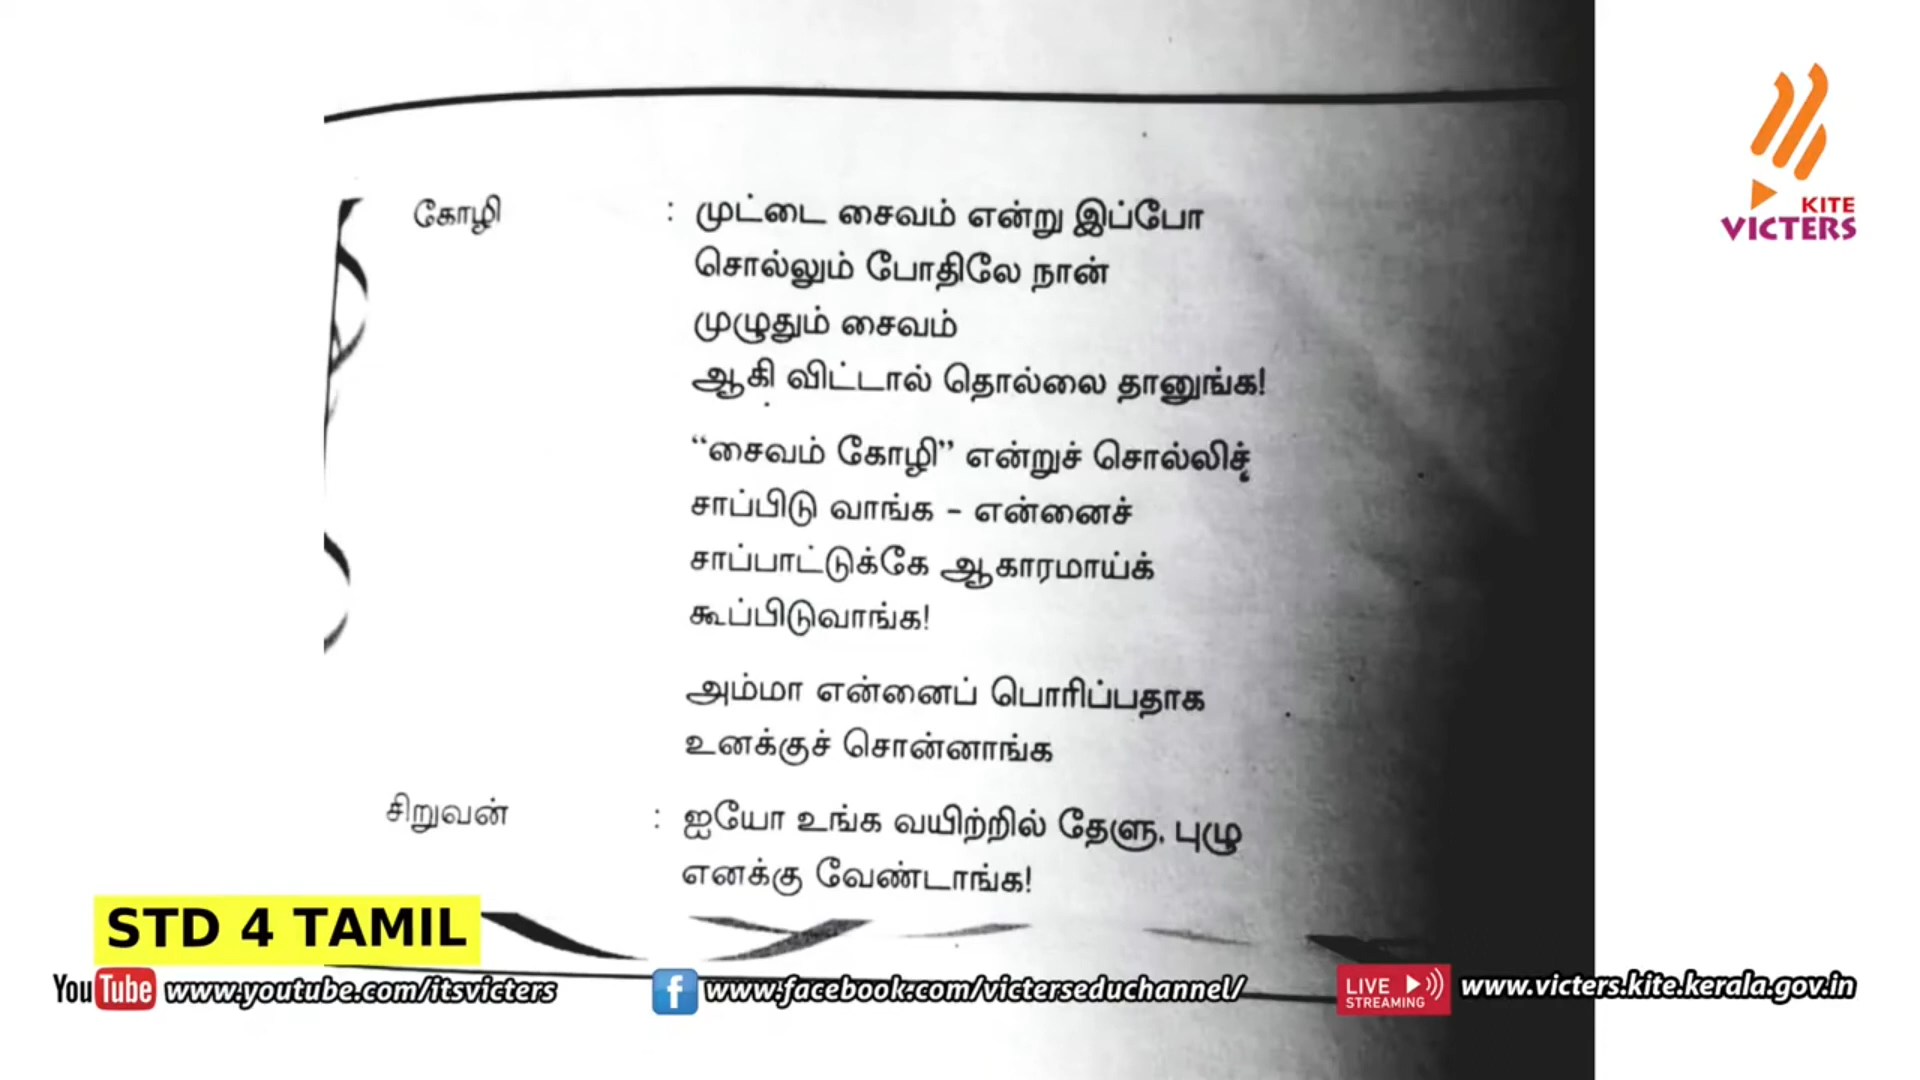 கோழி : முட்டை சைவம் என்று இப்போ
சொல்லும் போதிலே நான்
முழுதும் சைவம்
ஆகி விட்டால் தொல்லை தானுங்க!
“சைவம் கோழி” என்றுச் சொல்லிச்
சாப்பிடு வாங்க – என்னைச்
சாப்பாட்டுக்கே ஆகாரமாய்க்
கூப்பிடுவாங்க!
அம்மா என்னைப் பொரிப்பதாக
உனக்குச் சொன்னாங்க
சிறுவன் : ஐயோ உங்க வயிற்றில் தேளு, புழு
எனக்கு வேண்டாங்க!
KITE
VICTERS
STD 4 TAMIL
YouTube www.youtube.com/itsvicters
f www.facebook.com/victerseduchannel/
LIVE STREAMING www.victers.kite.kerala.gov.in